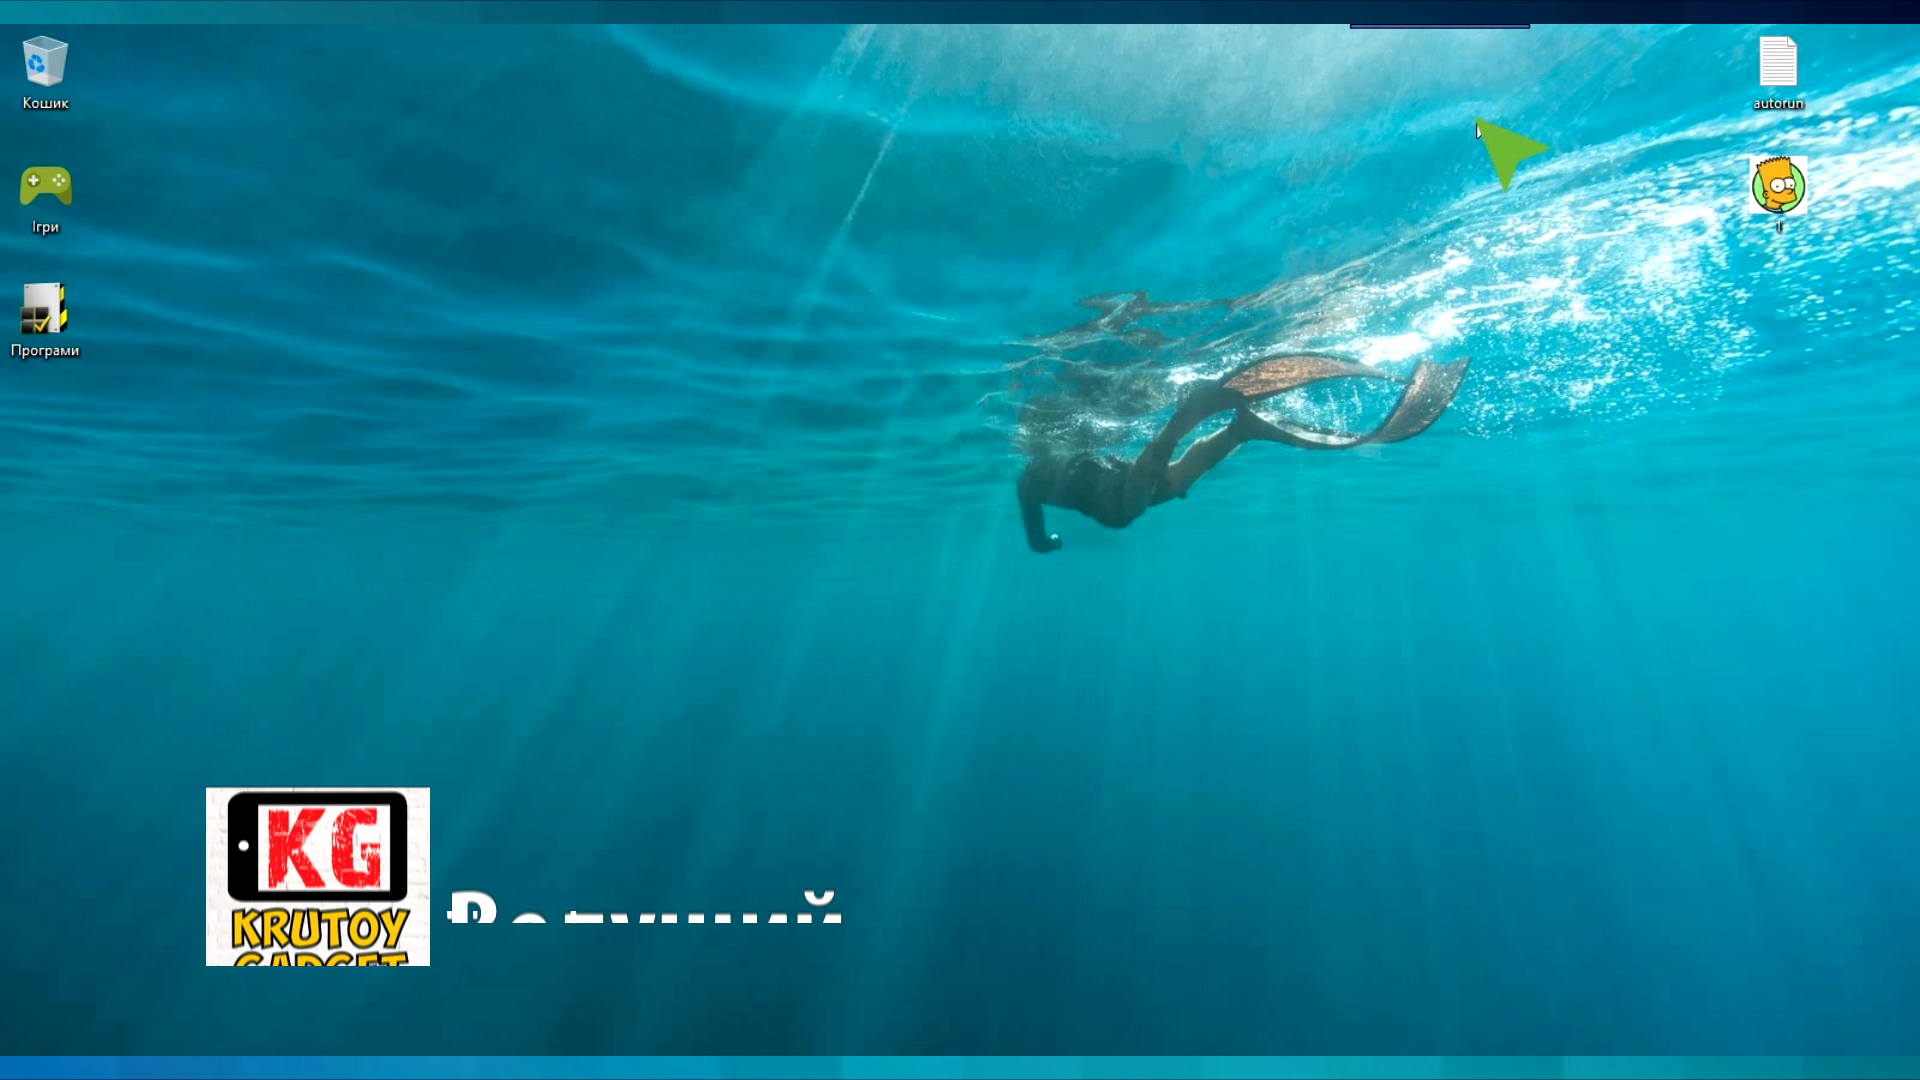 Кошик
autorun
Ігри
Програми
KG
KRUTOY
GADGET